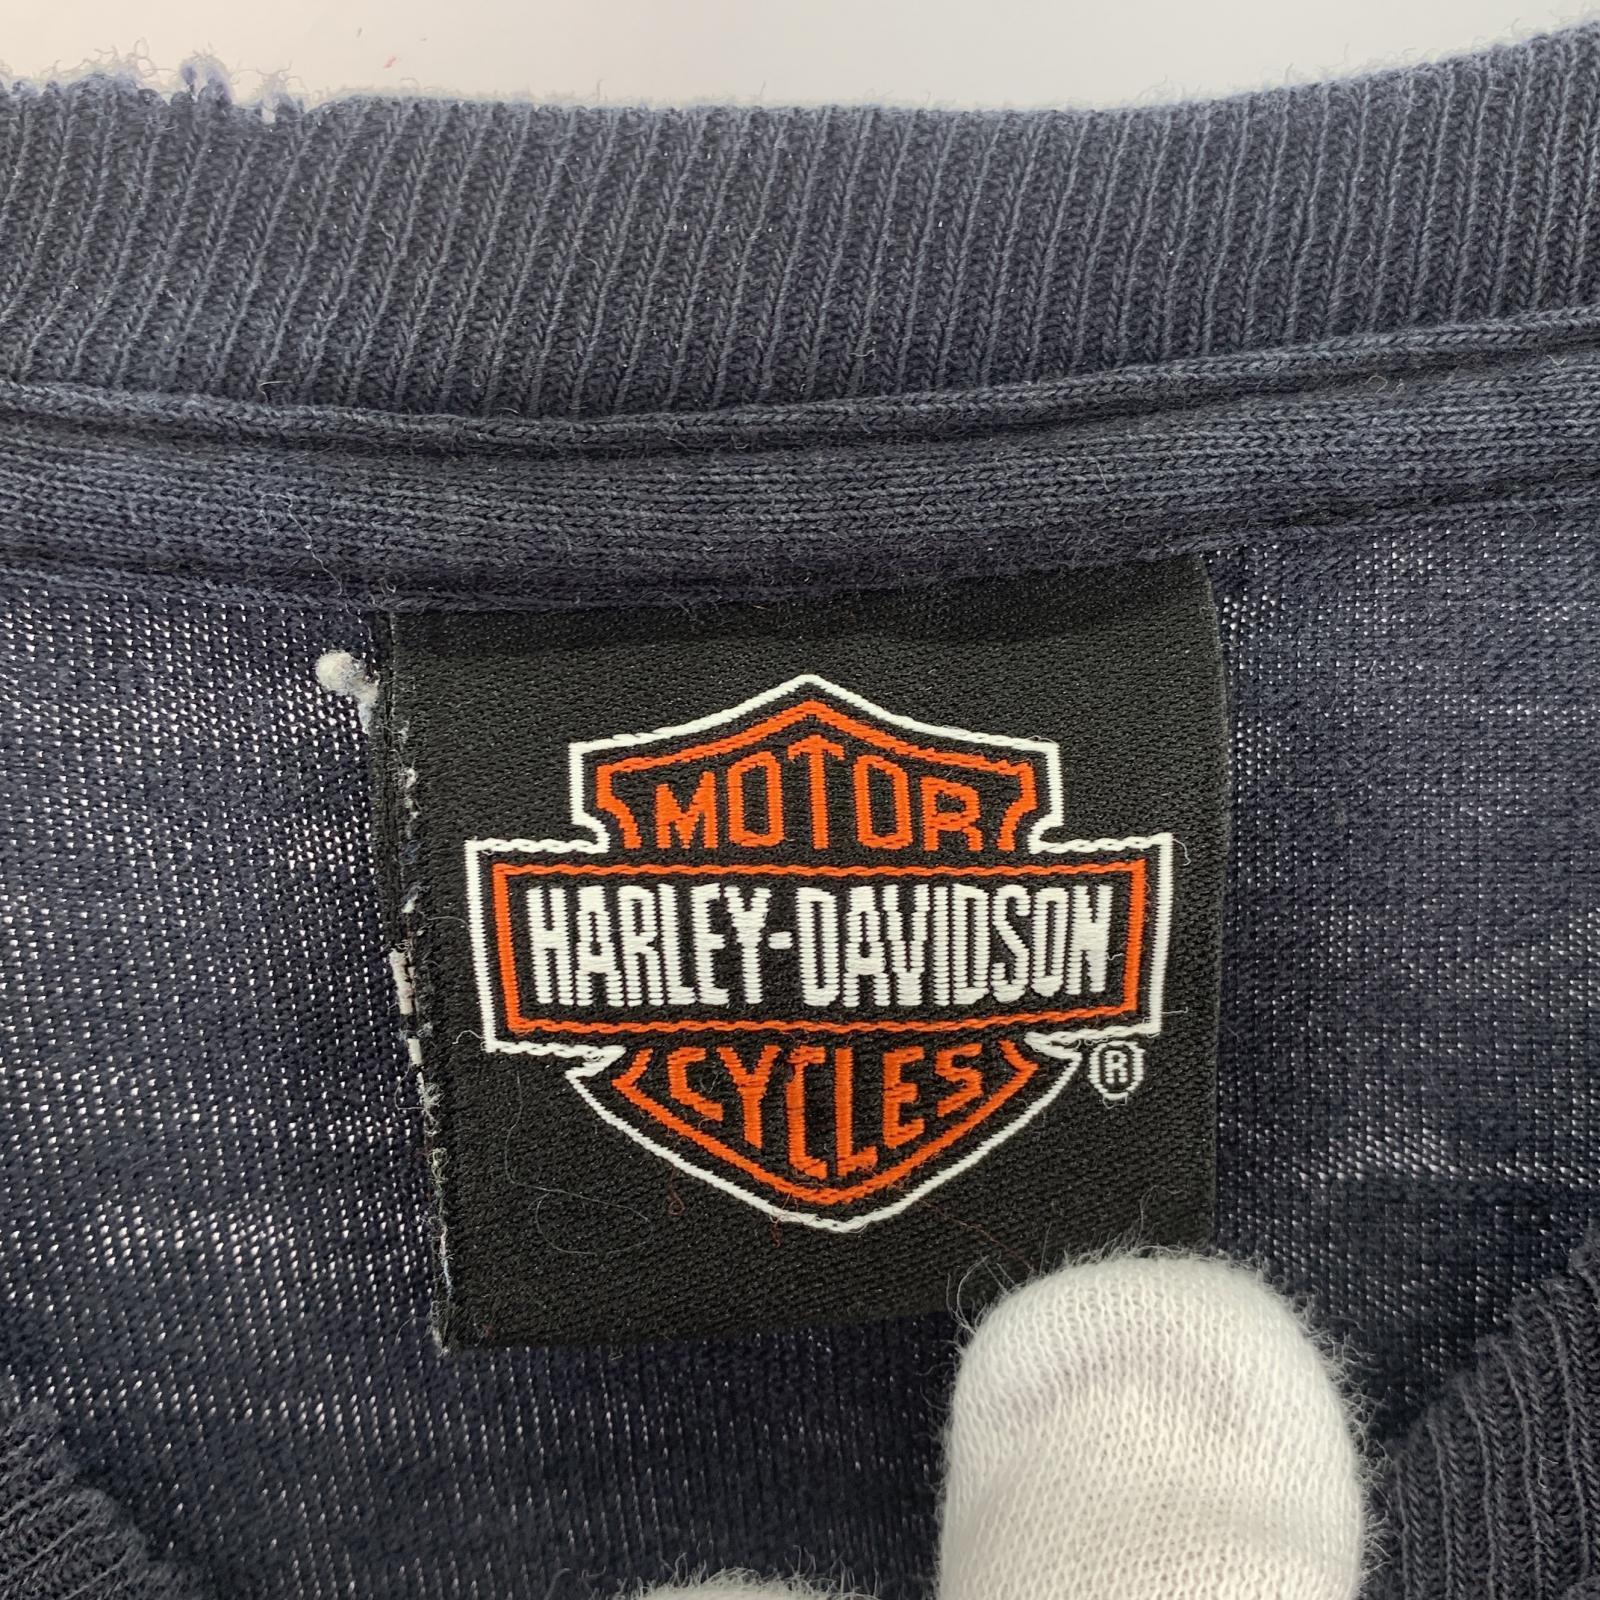 MOTOR
HARLEY-DAVIDSON
CYCLES
®